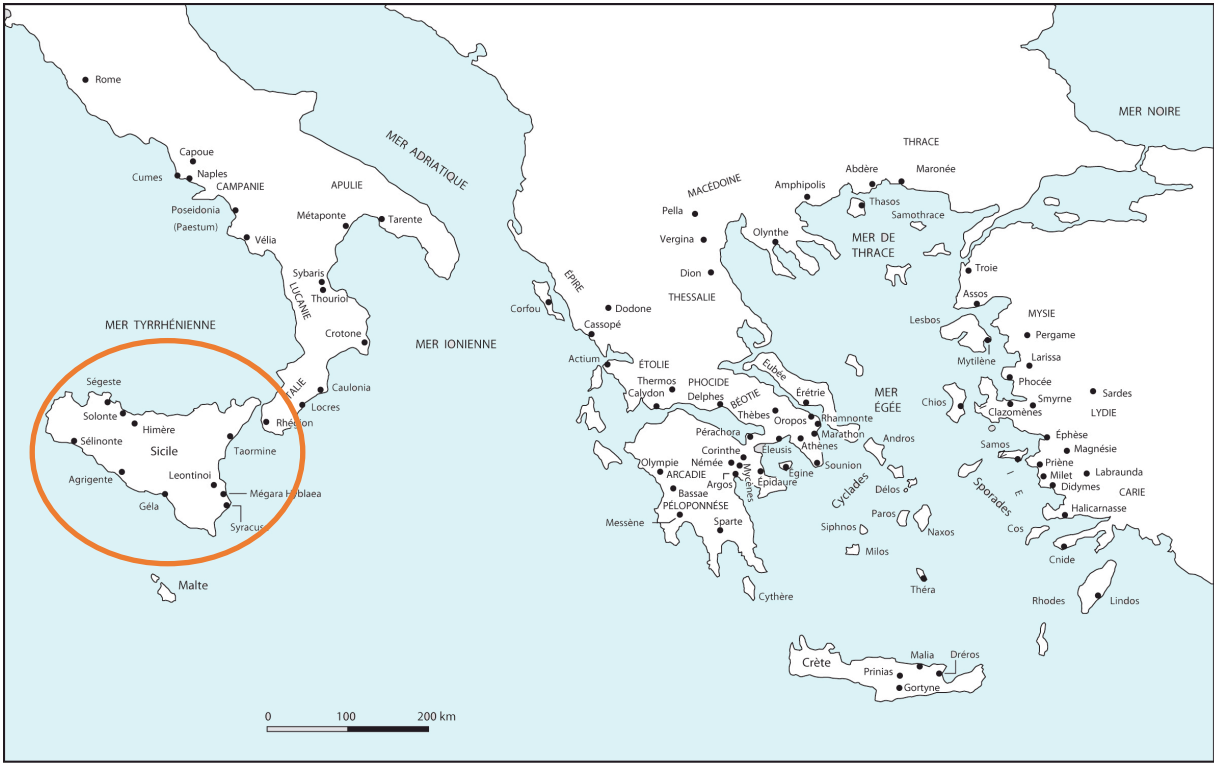 Rome
MER NOIRE
MER ADRIATIQUE
THRACE
Capoue
Cumes
Naples
CAMPANIE
APULIE
Abdère
Maronée
MACÉDOINE
Amphipolis
Poseidonia
(Paestum)
Métaponte
Tarente
Pella
Thasos
Samothrace
Vélia
Vergina
Olynthe
MER DE
THRACE
Sybaris
Thourioï
LUCANIE
ÉPIRE
Dion
Troie
THESSALIE
Assos
Corfou
Dodone
Cassopé
MER TYRRHÉNIENNE
Crotone
MER IONIENNE
Lesbos
MYSIE
Pergame
Mytilène
Actium
ÉTOLIE
Eubée
Larissa
Ségeste
ITALIE
Caulonia
Locres
Thermos
Calydon
PHOCIDE
Delphes
BÉOTIE
Thèbes
Érétrie
MER
ÉGÉE
Phocée
Smyrne
Sardes
Chios
Clazomènes
LYDIE
Solonte
Himère
Rhégion
Oropos
Rhamnonte
Sélinonte
Sicile
Taormine
Pérachora
Marathon
Andros
Éphèse
Magnésie
Corinthe
Éleusis
Athènes
Samos
Olympie
Némée
Mycènes
Égine
Sounion
Priène
Labraunda
Agrigente
Leontinoi
ARCADIE
Argos
Épidaure
Cyclades
Délos
Milet
Didymes
IONIE
CARIE
Géla
Mégara Hyblaea
Bassae
PÉLOPONNÉSE
Sporades
Halicarnasse
Syracuse
Messène
Sparte
Siphnos
Paros
Naxos
Cos
Milos
Cnide
Malte
Cythère
Théra
Rhodes
Lindos
Crète
Malia
Dréros
Prinias
Gortyne
0 100 200 km